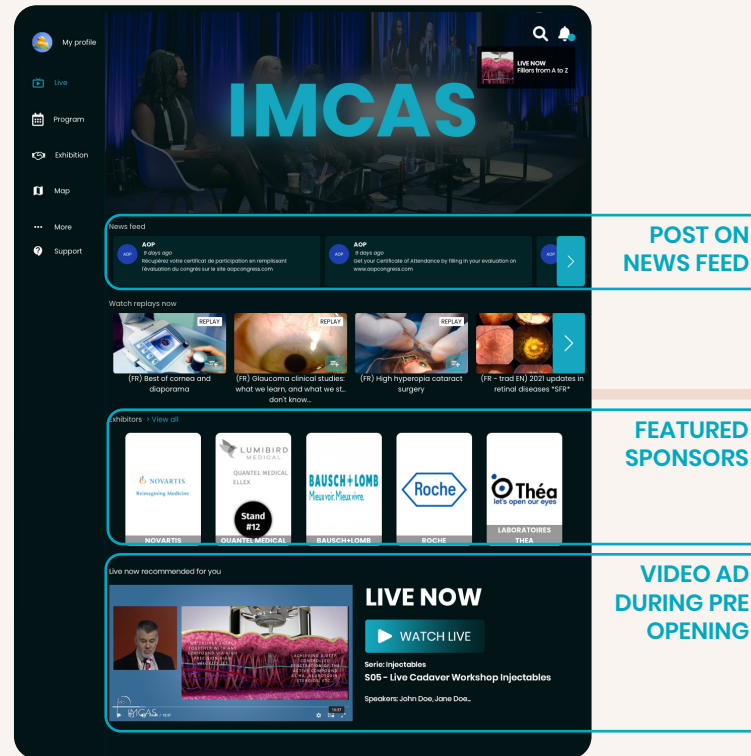 My profile
Live
Program
Exhibition
Map
More
Support
IMCAS
LIVE NOW
Fillers from A to Z
News feed
AOP
AOP
9 days ago
Récupérez votre certificat de participation en remplissant
l'évaluation du congrès sur le site aopcongress.com
AOP
AOP
9 days ago
Get your Certificate of Attendance by filling in your evaluation on
www.aopcongress.com
AOP
POST ON
NEWS FEED
Watch replays now
REPLAY
(FR) Best of cornea and
diaporama
REPLAY
(FR) Glaucoma clinical studies:
what we learn, and what we st...
don't know...
REPLAY
(FR) High hyperopia cataract
surgery
(FR - trad EN) 2021 updates in
retinal diseases *SFR*
Exhibitors > View all
NOVARTIS
Reimagining Medicine
NOVARTIS
LUMIBIRD
MEDICAL
QUANTEL MEDICAL
ELLEX
Stand
#12
QUANTEL MEDICAL
BAUSCH+LOMB
Mieux voir. Mieux vivre.
BAUSCH+LOMB
Roche
ROCHE
Théa
let's open our eyes
LABORATOIRES
THEA
FEATURED
SPONSORS
Live now recommended for you
IMCAS
LIVE NOW
WATCH LIVE
Serie: Injectables
S05 - Live Cadaver Workshop Injectables
Speakers: John Doe, Jane Doe...
VIDEO AD
DURING PRE
OPENING